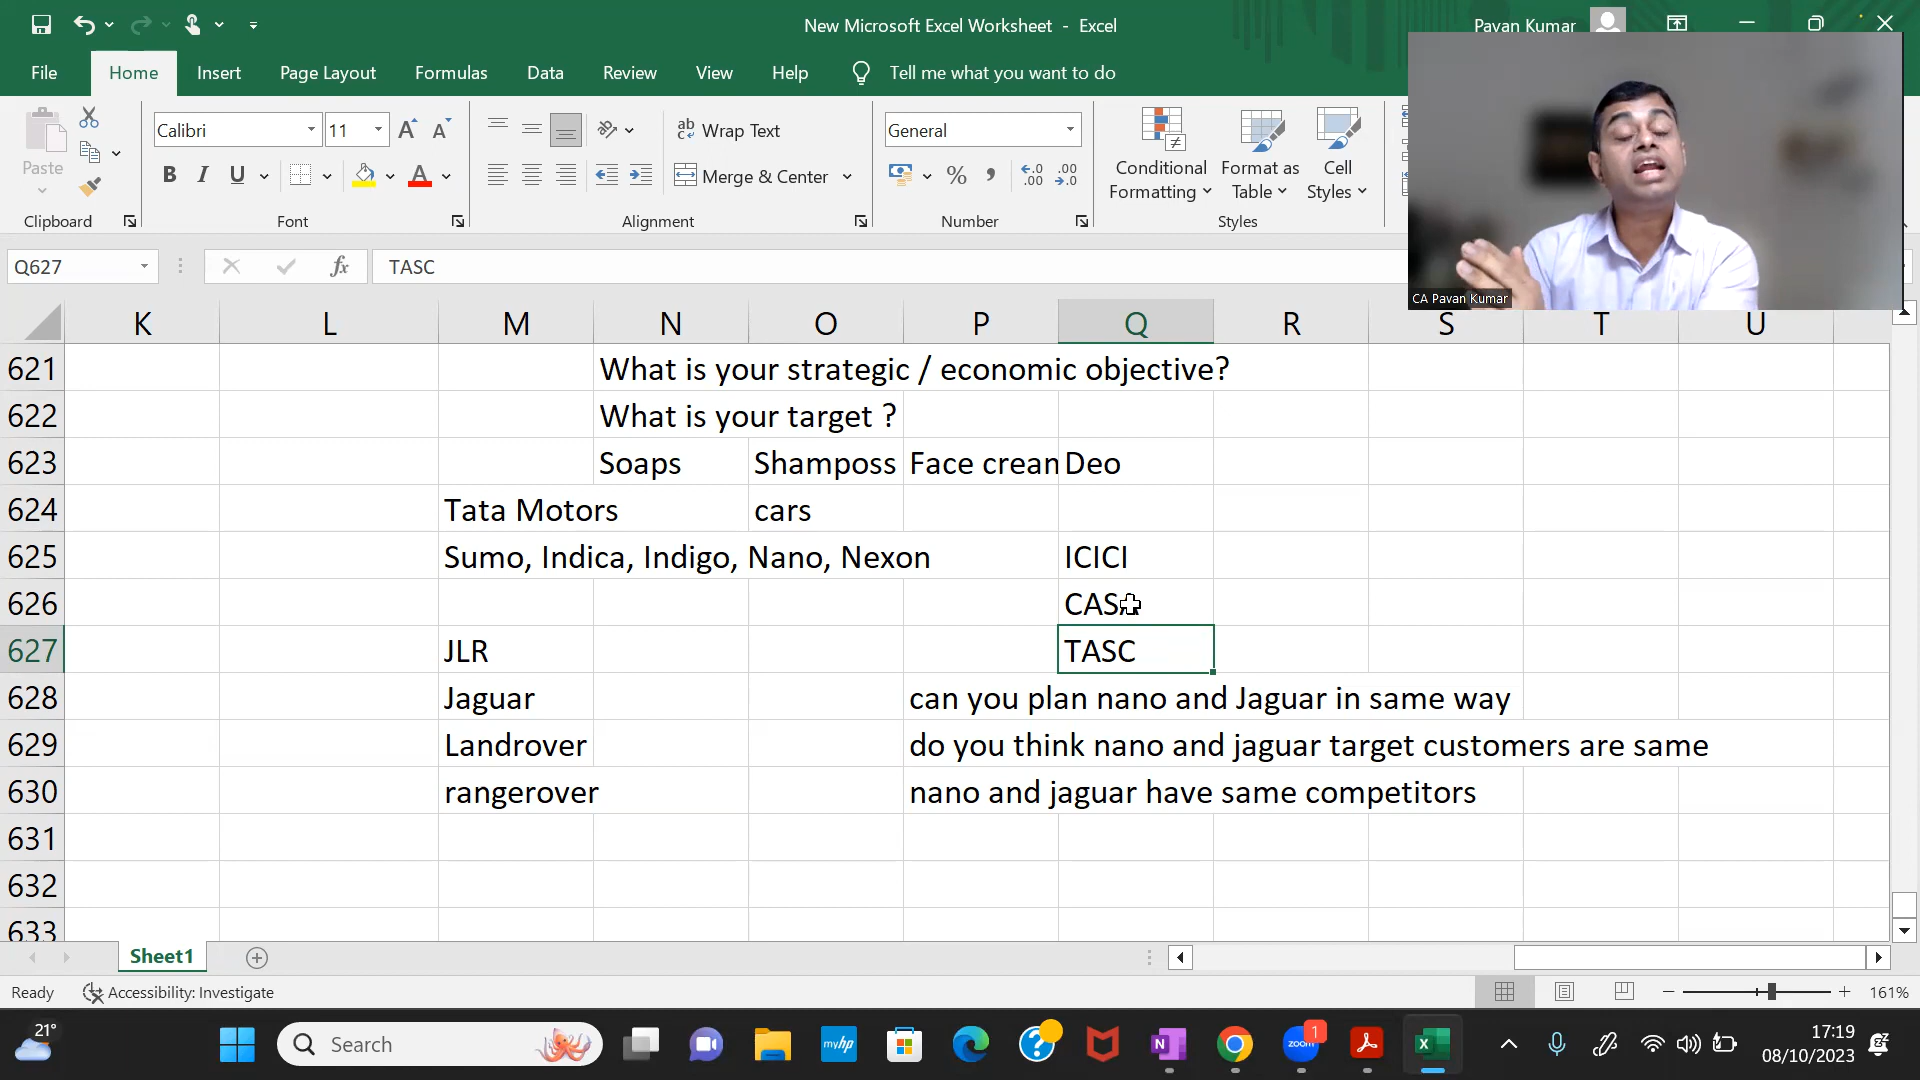 New Microsoft Excel Worksheet - Excel
Pavan Kumar
File Home Insert Page Layout Formulas Data Review View Help Tell me what you want to do
Paste
Calibri 11
Wrap Text
Merge & Center
General
Conditional Formatting
Format as Table
Cell Styles
Clipboard Font Alignment Number Styles
CA Pavan Kumar
Q627 fx TASC
K L M N O P Q R S T U
621 What is your strategic / economic objective?
622 What is your target ?
623 Soaps Shamposs Face crean Deo
624 Tata Motors cars
625 Sumo, Indica, Indigo, Nano, Nexon ICICI
626 CASA
627 JLR TASC
628 Jaguar can you plan nano and Jaguar in same way
629 Landrover do you think nano and jaguar target customers are same
630 rangerover nano and jaguar have same competitors
631
632
633
Sheet1
Ready Accessibility: Investigate 161%
21° Search myhp zoom 1 17:19
08/10/2023